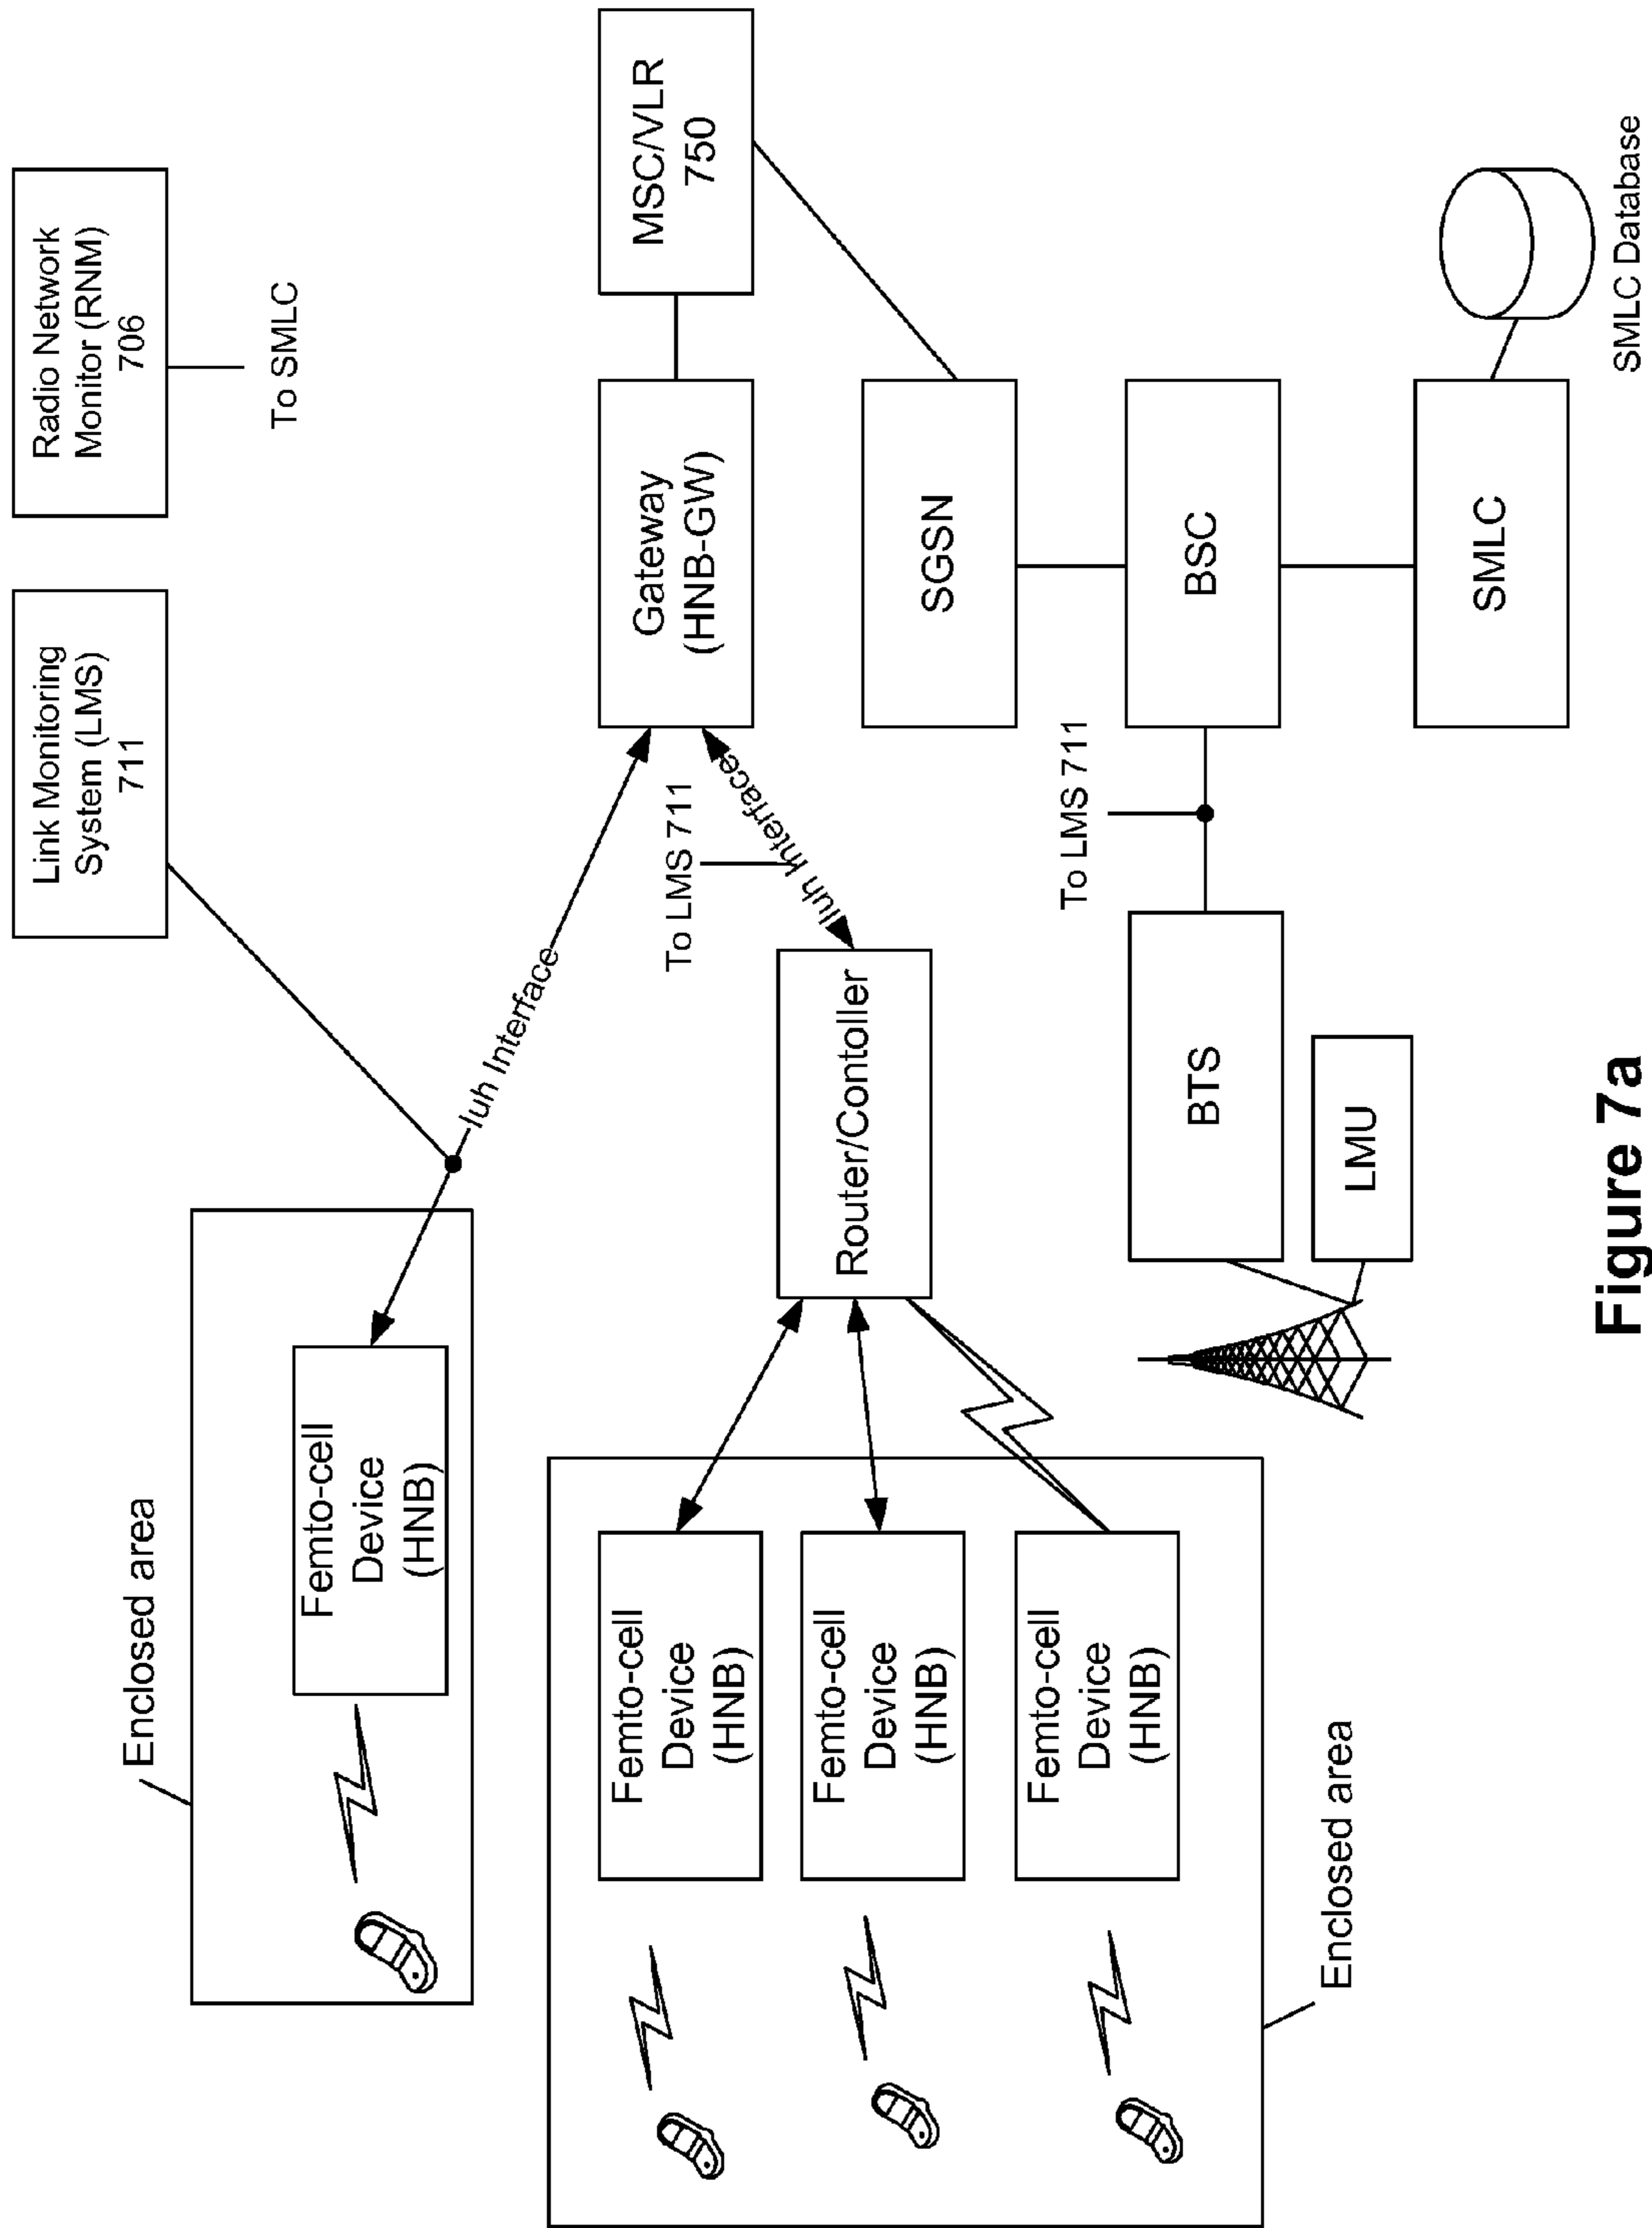 Enclosed area
Femto-cell
Device
(HNB)
Link Monitoring
System (LMS)
711
Radio Network
Monitor (RNM)
706
To SMLC
Iuh Interface
Gateway
(HNB-GW)
MSC/VLR
750
To LMS 711
Iuh Interface
Router/Contoller
Femto-cell
Device
(HNB)
Femto-cell
Device
(HNB)
Femto-cell
Device
(HNB)
Enclosed area
SGSN
To LMS 711
BTS
BSC
LMU
SMLC
SMLC Database
Figure 7a